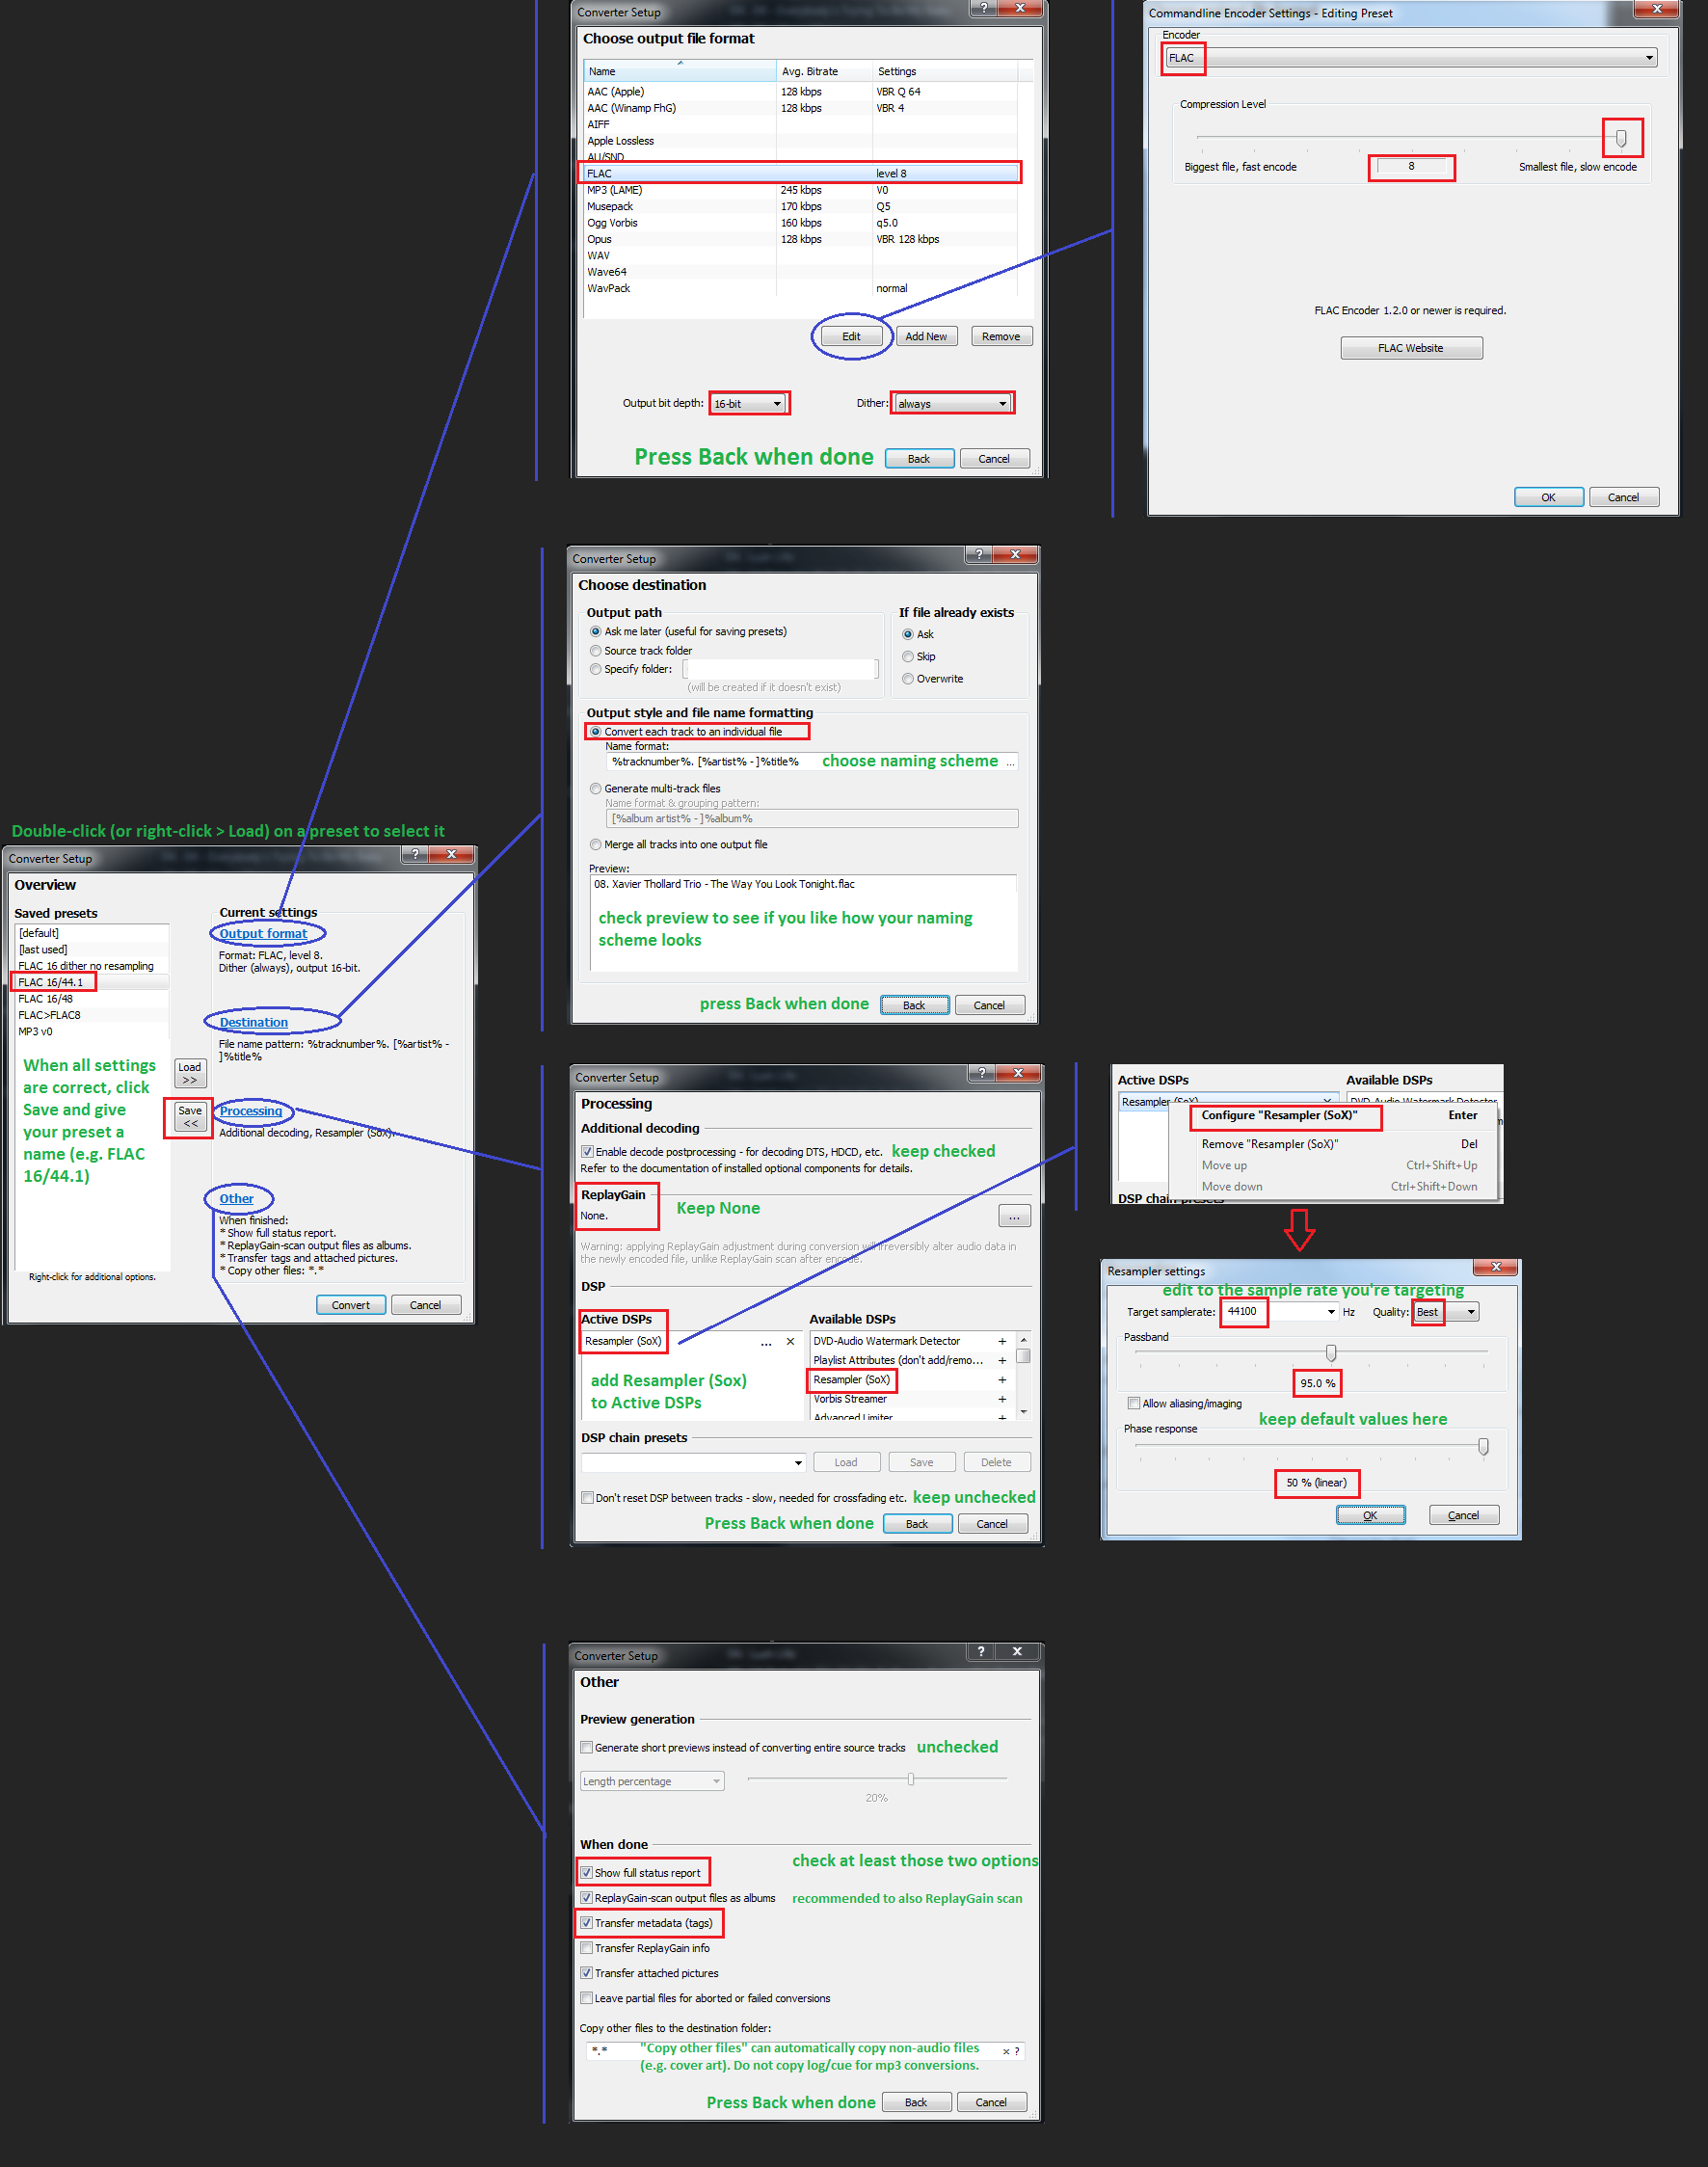 Converter Setup
Choose output file format
Name Avg. Bitrate Settings
AAC (Apple) 128 kbps VBR Q 64
AAC (Winamp FhG) 128 kbps VBR 4
AIFF
Apple Lossless
AU/SND
FLAC level 8
MP3 (LAME) 245 kbps V0
Musepack 170 kbps Q5
Ogg Vorbis 160 kbps q5.0
Opus 128 kbps VBR 128 kbps
WAV
Wave64
WavPack normal
Edit Add New Remove
Output bit depth: 16-bit Dither: always
Press Back when done Back Cancel
Commandline Encoder Settings - Editing Preset
Encoder
FLAC
Compression Level
Biggest file, fast encode 8 Smallest file, slow encode
FLAC Encoder 1.2.0 or newer is required.
FLAC Website
OK Cancel
Converter Setup
Choose destination
Output path
Ask me later (useful for saving presets)
Source track folder
Specify folder:
(will be created if it doesn't exist)
If file already exists
Ask
Skip
Overwrite
Output style and file name formatting
Convert each track to an individual file
Name format:
%tracknumber%. [%artist% - ]%title% choose naming scheme ...
Generate multi-track files
Name format & grouping pattern:
[%album artist% - ]%album%
Merge all tracks into one output file
Preview:
08. Xavier Thollard Trio - The Way You Look Tonight.flac
check preview to see if you like how your naming
scheme looks
press Back when done Back Cancel
Double-click (or right-click > Load) on a preset to select it
Converter Setup
Overview
Saved presets
[default]
[last used]
FLAC 16 dither no resampling
FLAC 16/44.1
FLAC 16/48
FLAC>FLAC8
MP3 v0
When all settings
are correct, click
Save and give
your preset a
name (e.g. FLAC
16/44.1)
Right-click for additional options.
Load
>>
Save
<<
Current settings
Output format
Format: FLAC, level 8.
Dither (always), output 16-bit.
Destination
File name pattern: %tracknumber%. [%artist% -
]%title%
Processing
Additional decoding, Resampler (SoX).
Other
When finished:
* Show full status report.
* ReplayGain-scan output files as albums.
* Transfer tags and attached pictures.
* Copy other files: *.*
Convert Cancel
Converter Setup
Processing
Additional decoding
Enable decode postprocessing - for decoding DTS, HDCD, etc. keep checked
Refer to the documentation of installed optional components for details.
ReplayGain
None. Keep None ...
Warning: applying ReplayGain adjustment during conversion will irreversibly alter audio data in
the newly encoded file, unlike ReplayGain scan after encode.
DSP
Active DSPs
Resampler (SoX) ... ×
add Resampler (Sox)
to Active DSPs
Available DSPs
DVD-Audio Watermark Detector +
Playlist Attributes (don't add/remo... +
Resampler (SoX) +
Vorbis Streamer +
Advanced Limiter +
DSP chain presets
Load Save Delete
Don't reset DSP between tracks - slow, needed for crossfading etc. keep unchecked
Press Back when done Back Cancel
Active DSPs Available DSPs
Resampler (SoX) DVD-Audio Watermark Detector
Configure "Resampler (SoX)" Enter
Remove "Resampler (SoX)" Del
Move up Ctrl+Shift+Up
Move down Ctrl+Shift+Down
DSP chain presets
Resampler settings
edit to the sample rate you're targeting
Target samplerate: 44100 Hz Quality: Best
Passband
95.0 %
Allow aliasing/imaging
keep default values here
Phase response
50 % (linear)
OK Cancel
Converter Setup
Other
Preview generation
Generate short previews instead of converting entire source tracks unchecked
Length percentage
20%
When done
check at least those two options
Show full status report
ReplayGain-scan output files as albums recommended to also ReplayGain scan
Transfer metadata (tags)
Transfer ReplayGain info
Transfer attached pictures
Leave partial files for aborted or failed conversions
Copy other files to the destination folder:
*.* "Copy other files" can automatically copy non-audio files × ?
(e.g. cover art). Do not copy log/cue for mp3 conversions.
Press Back when done Back Cancel